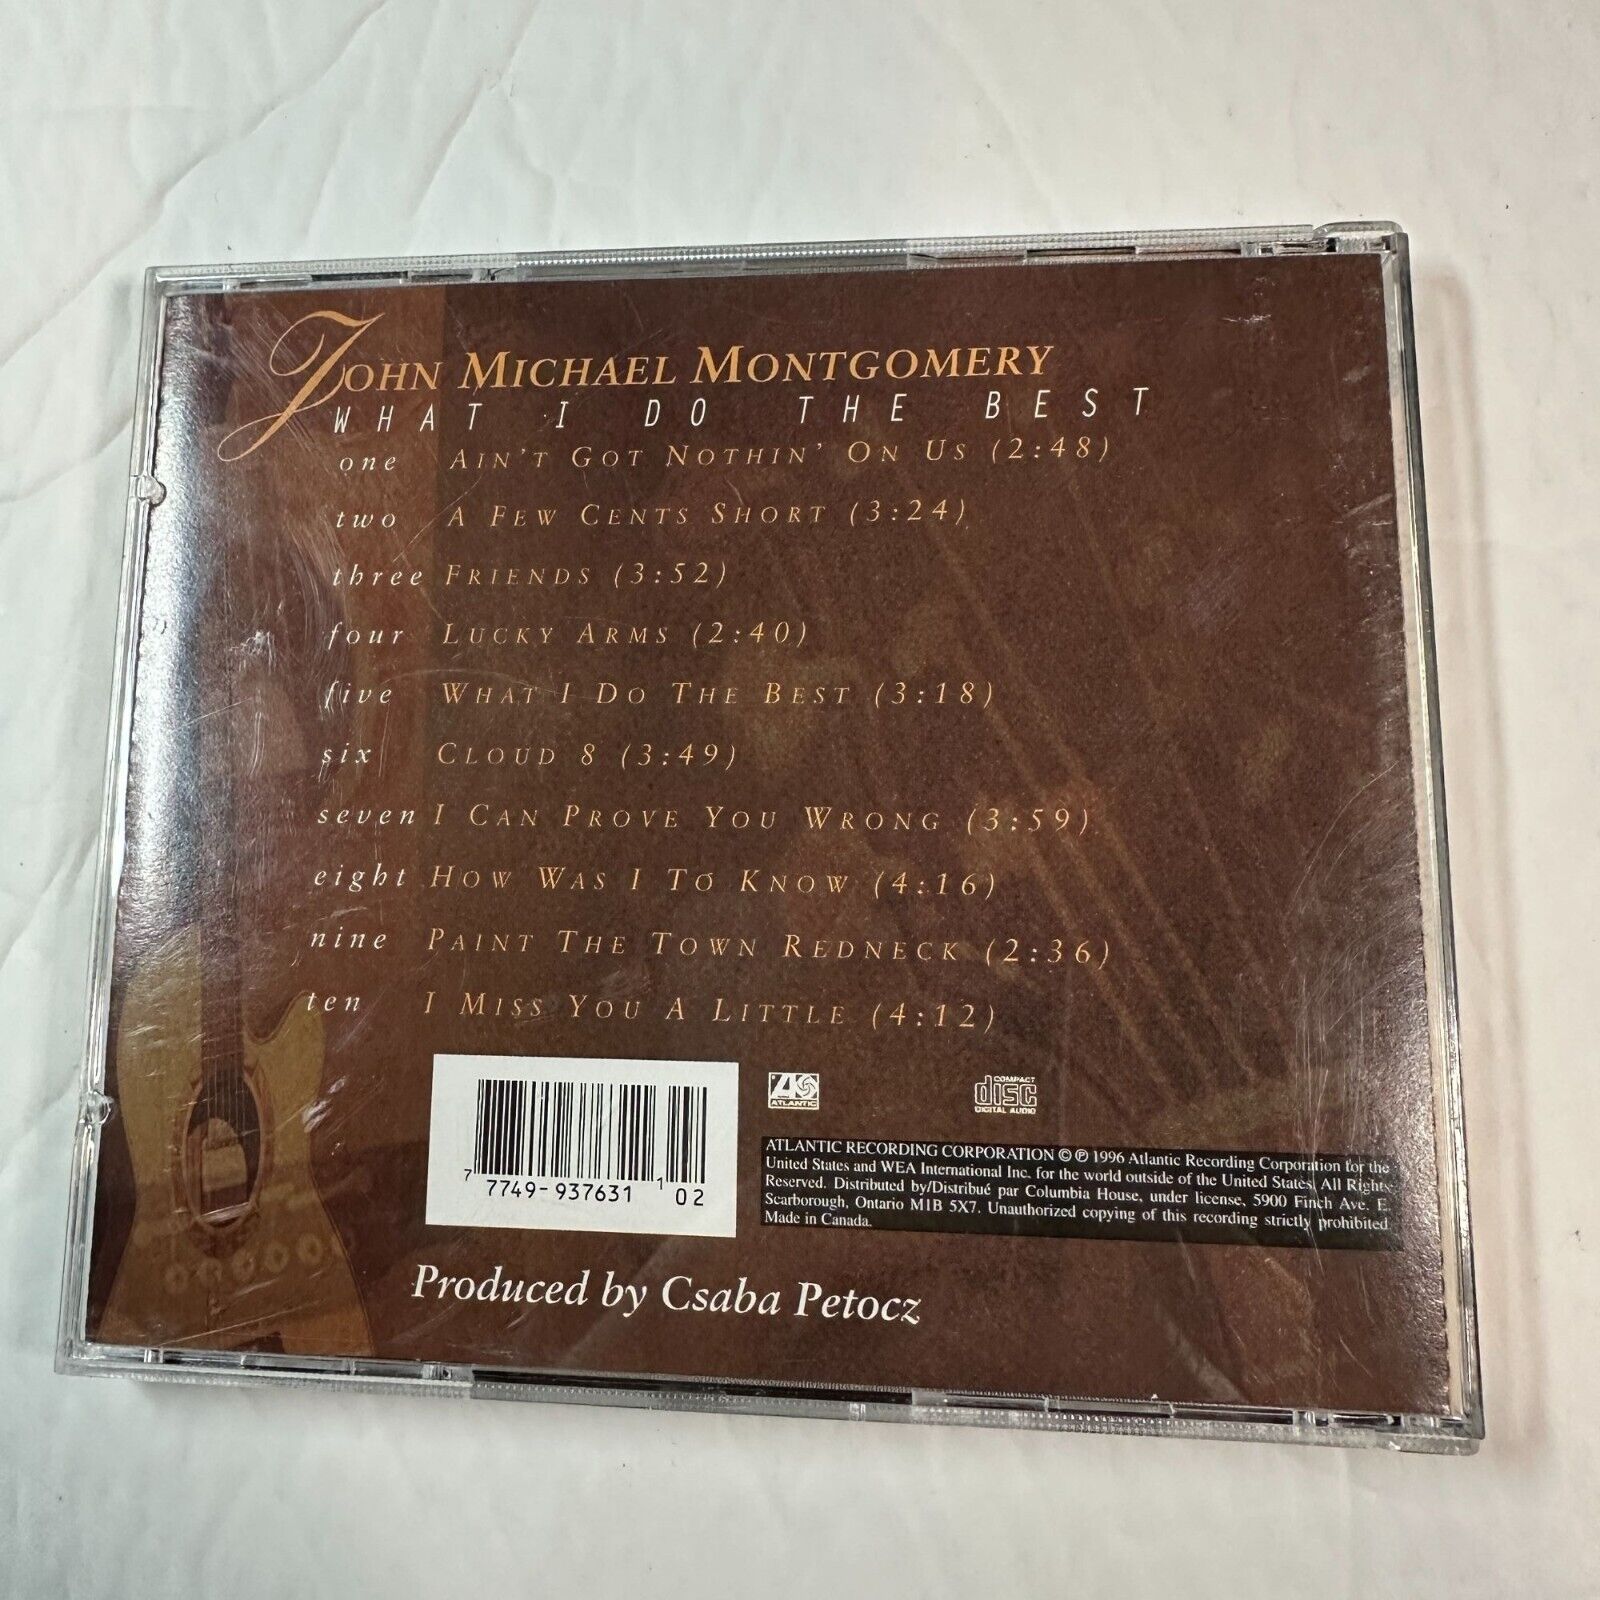 JOHN MICHAEL MONTGOMERY
WHAT I DO THE BEST
one AIN'T GOT NOTHIN' ON US (2:48)
two A FEW CENTS SHORT (3:24)
three FRIENDS (3:52)
four LUCKY ARMS (2:40)
five WHAT I DO THE BEST (3:18)
six CLOUD 8 (3:49)
seven I CAN PROVE YOU WRONG (3:59)
eight HOW WAS I TO KNOW (4:16)
nine PAINT THE TOWN REDNECK (2:36)
ten I MISS YOU A LITTLE (4:12)
7 7749-937631 1 02
ATLANTIC
COMPACT
disc
DIGITAL AUDIO
ATLANTIC RECORDING CORPORATION © ℗ 1996 Atlantic Recording Corporation for the
United States and WEA International Inc. for the world outside of the United States. All Rights
Reserved. Distributed by/Distribué par Columbia House, under license, 5900 Finch Ave. E.
Scarborough, Ontario M1B 5X7. Unauthorized copying of this recording strictly prohibited
Made in Canada.
Produced by Csaba Petocz